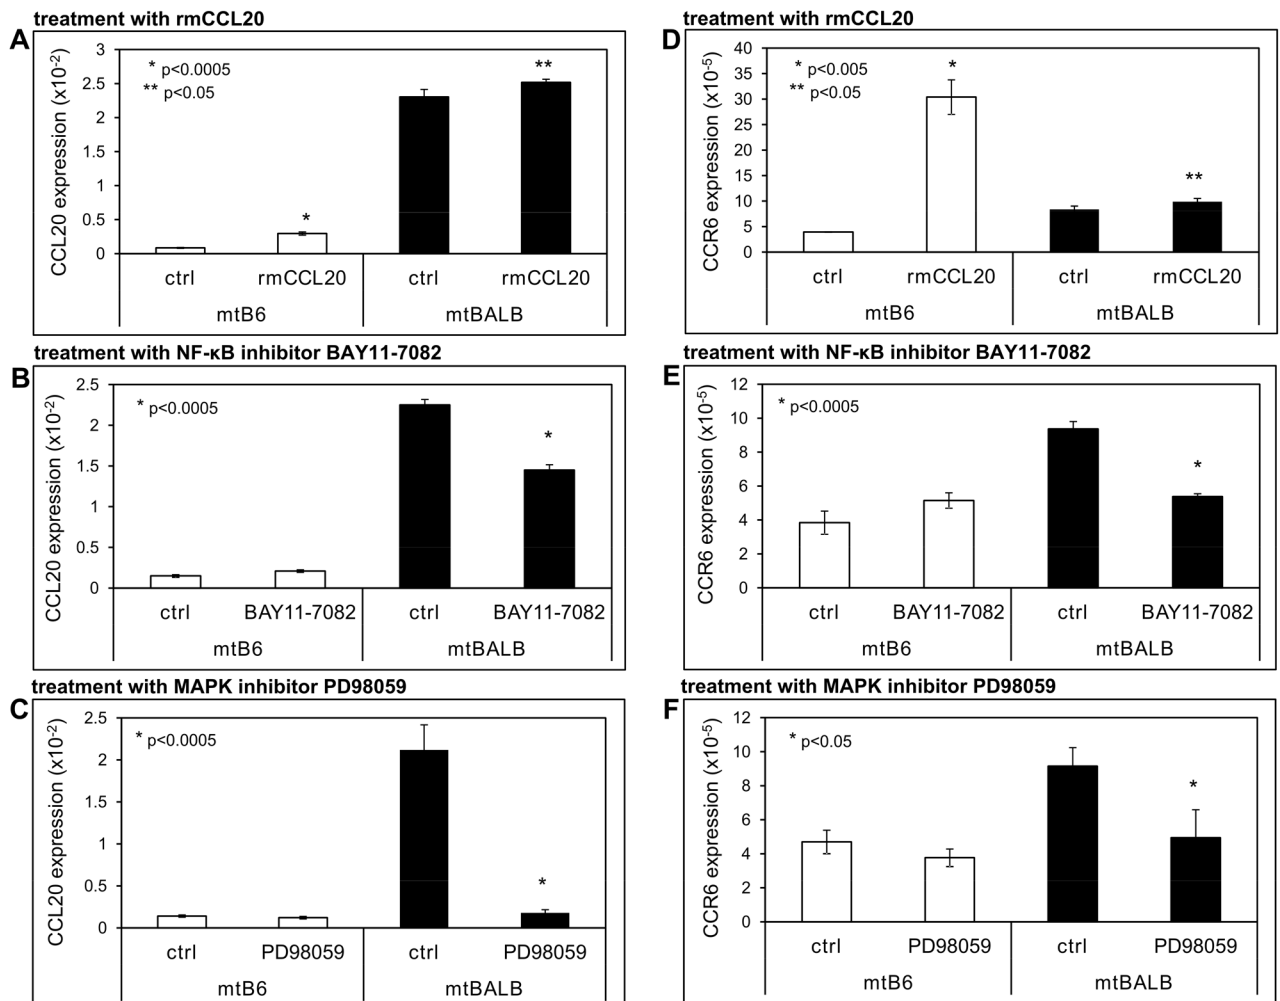 treatment with rmCCL20
A
CCL20 expression (x10-2)
3
2.5
2
1.5
1
0.5
0
* p<0.0005
** p<0.05
*
**
ctrl rmCCL20 ctrl rmCCL20
mtB6 mtBALB
treatment with rmCCL20
D
CCR6 expression (x10-5)
40
35
30
25
20
15
10
5
0
* p<0.005
** p<0.05
*
**
ctrl rmCCL20 ctrl rmCCL20
mtB6 mtBALB
treatment with NF-κB inhibitor BAY11-7082
B
CCL20 expression (x10-2)
2.5
2
1.5
1
0.5
0
* p<0.0005
*
ctrl BAY11-7082 ctrl BAY11-7082
mtB6 mtBALB
treatment with NF-κB inhibitor BAY11-7082
E
CCR6 expression (x10-5)
12
10
8
6
4
2
0
* p<0.0005
*
ctrl BAY11-7082 ctrl BAY11-7082
mtB6 mtBALB
treatment with MAPK inhibitor PD98059
C
CCL20 expression (x10-2)
2.5
2
1.5
1
0.5
0
* p<0.0005
*
ctrl PD98059 ctrl PD98059
mtB6 mtBALB
treatment with MAPK inhibitor PD98059
F
CCR6 expression (x10-5)
12
10
8
6
4
2
0
* p<0.05
*
ctrl PD98059 ctrl PD98059
mtB6 mtBALB